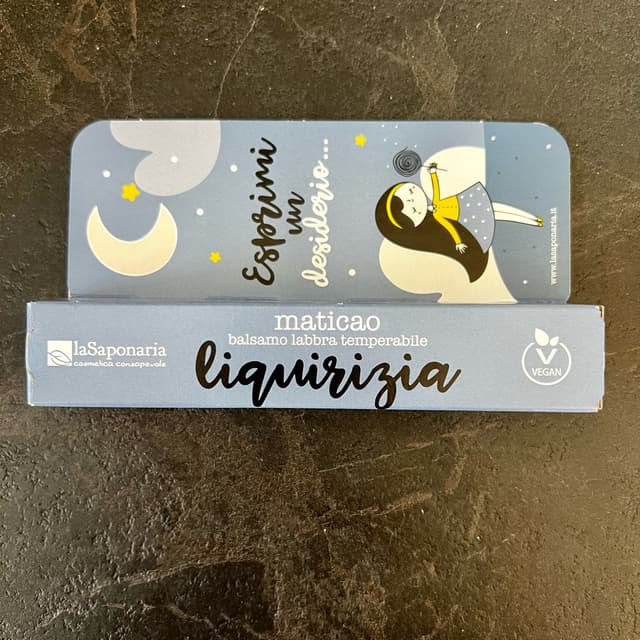 Esprimi
un
desiderio...
www.lasaponaria.it
maticao
balsamo labbra temperabile
liquirizia
laSaponaria
cosmetica consapevole
VEGAN